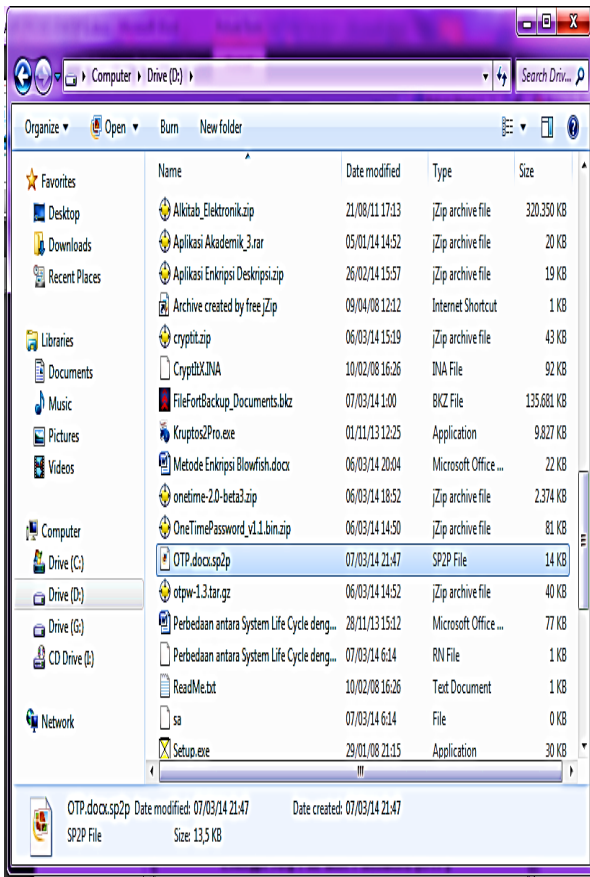 Computer Drive (D:) Search Driv...
Organize Open Burn New folder
Name Date modified Type Size
Favorites
Desktop
Downloads
Recent Places
Libraries
Documents
Music
Pictures
Videos
Computer
Drive (C:)
Drive (D:)
Drive (G:)
CD Drive (I:)
Network
Alkitab_Elektronik.zip 21/08/11 17:13 jZip archive file 320.350 KB
Aplikasi Akademik_3.rar 05/01/14 14:52 jZip archive file 20 KB
Aplikasi Enkripsi Deskripsi.zip 26/02/14 15:57 jZip archive file 19 KB
Archive created by free jZip 09/04/08 12:12 Internet Shortcut 1 KB
cryptit.zip 06/03/14 15:19 jZip archive file 43 KB
CryptItX.INA 10/02/08 16:26 INA File 92 KB
FileFortBackup_Documents.bkz 07/03/14 1:00 BKZ File 135.681 KB
Kruptos2Pro.exe 01/11/13 12:25 Application 9.827 KB
Metode Enkripsi Blowfish.docx 06/03/14 20:04 Microsoft Office ... 22 KB
onetime-2.0-beta3.zip 06/03/14 18:52 jZip archive file 2.374 KB
OneTimePassword_v1.1.bin.zip 06/03/14 14:50 jZip archive file 81 KB
OTP.docx.sp2p 07/03/14 21:47 SP2P File 14 KB
otpw-1.3.tar.gz 06/03/14 14:52 jZip archive file 40 KB
Perbedaan antara System Life Cycle deng... 28/11/13 15:12 Microsoft Office ... 77 KB
Perbedaan antara System Life Cycle deng... 07/03/14 6:14 RN File 1 KB
ReadMe.txt 10/02/08 16:26 Text Document 1 KB
sa 07/03/14 6:14 File 0 KB
Setup.exe 29/01/08 21:15 Application 30 KB
OTP.docx.sp2p Date modified: 07/03/14 21:47 Date created: 07/03/14 21:47
SP2P File Size: 13,5 KB